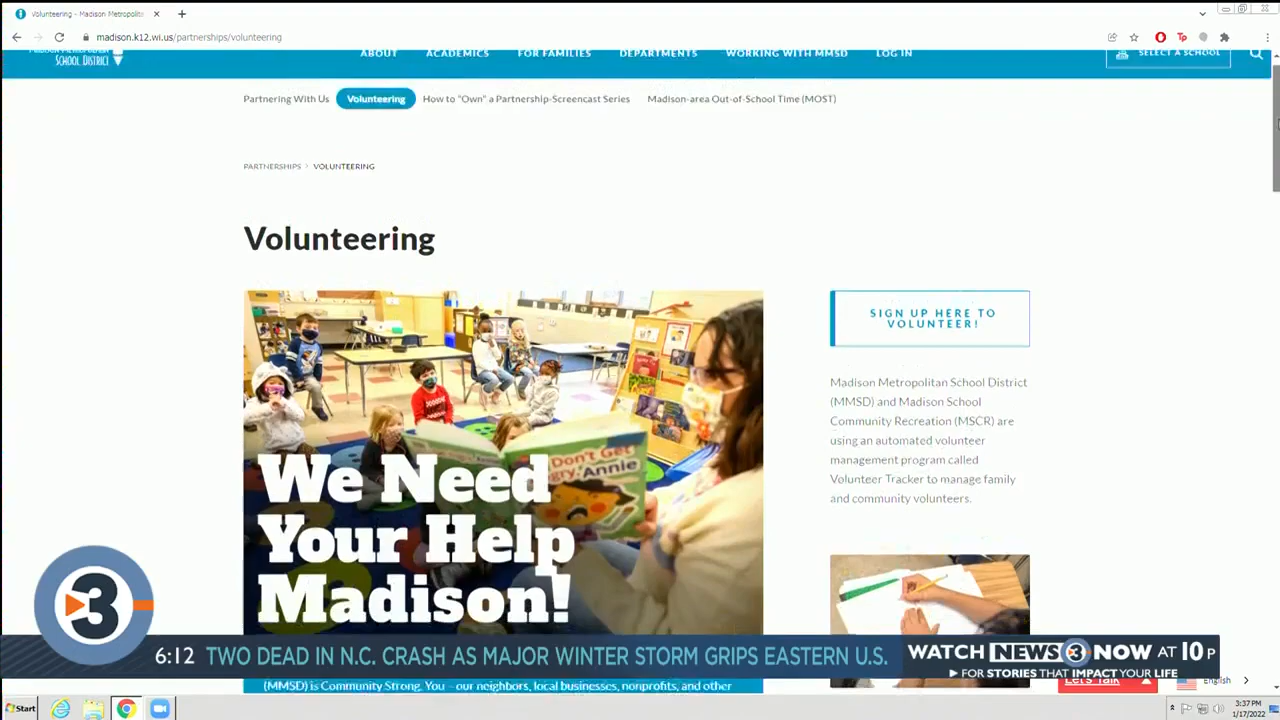 Volunteering - Madison Metropolita
madison.k12.wi.us/partnerships/volunteering
SCHOOL DISTRICT
ABOUT ACADEMICS FOR FAMILIES DEPARTMENTS WORKING WITH MMSD LOG IN SELECT A SCHOOL
Partnering With Us Volunteering How to "Own" a Partnership-Screencast Series Madison-area Out-of-School Time (MOST)
PARTNERSHIPS > VOLUNTEERING
Volunteering
SIGN UP HERE TO
VOLUNTEER!
Madison Metropolitan School District
(MMSD) and Madison School
Community Recreation (MSCR) are
using an automated volunteer
management program called
Volunteer Tracker to manage family
and community volunteers.
Don't Get
Angry, Annie
We Need
Your Help
Madison!
3
6:12 TWO DEAD IN N.C. CRASH AS MAJOR WINTER STORM GRIPS EASTERN U.S.
WATCH NEWS 3 NOW AT 10 P
FOR STORIES THAT IMPACT YOUR LIFE
(MMSD) is Community Strong. You - our neighbors, local businesses, nonprofits, and other
Let's Talk
English
Start
3:37 PM
1/17/2022